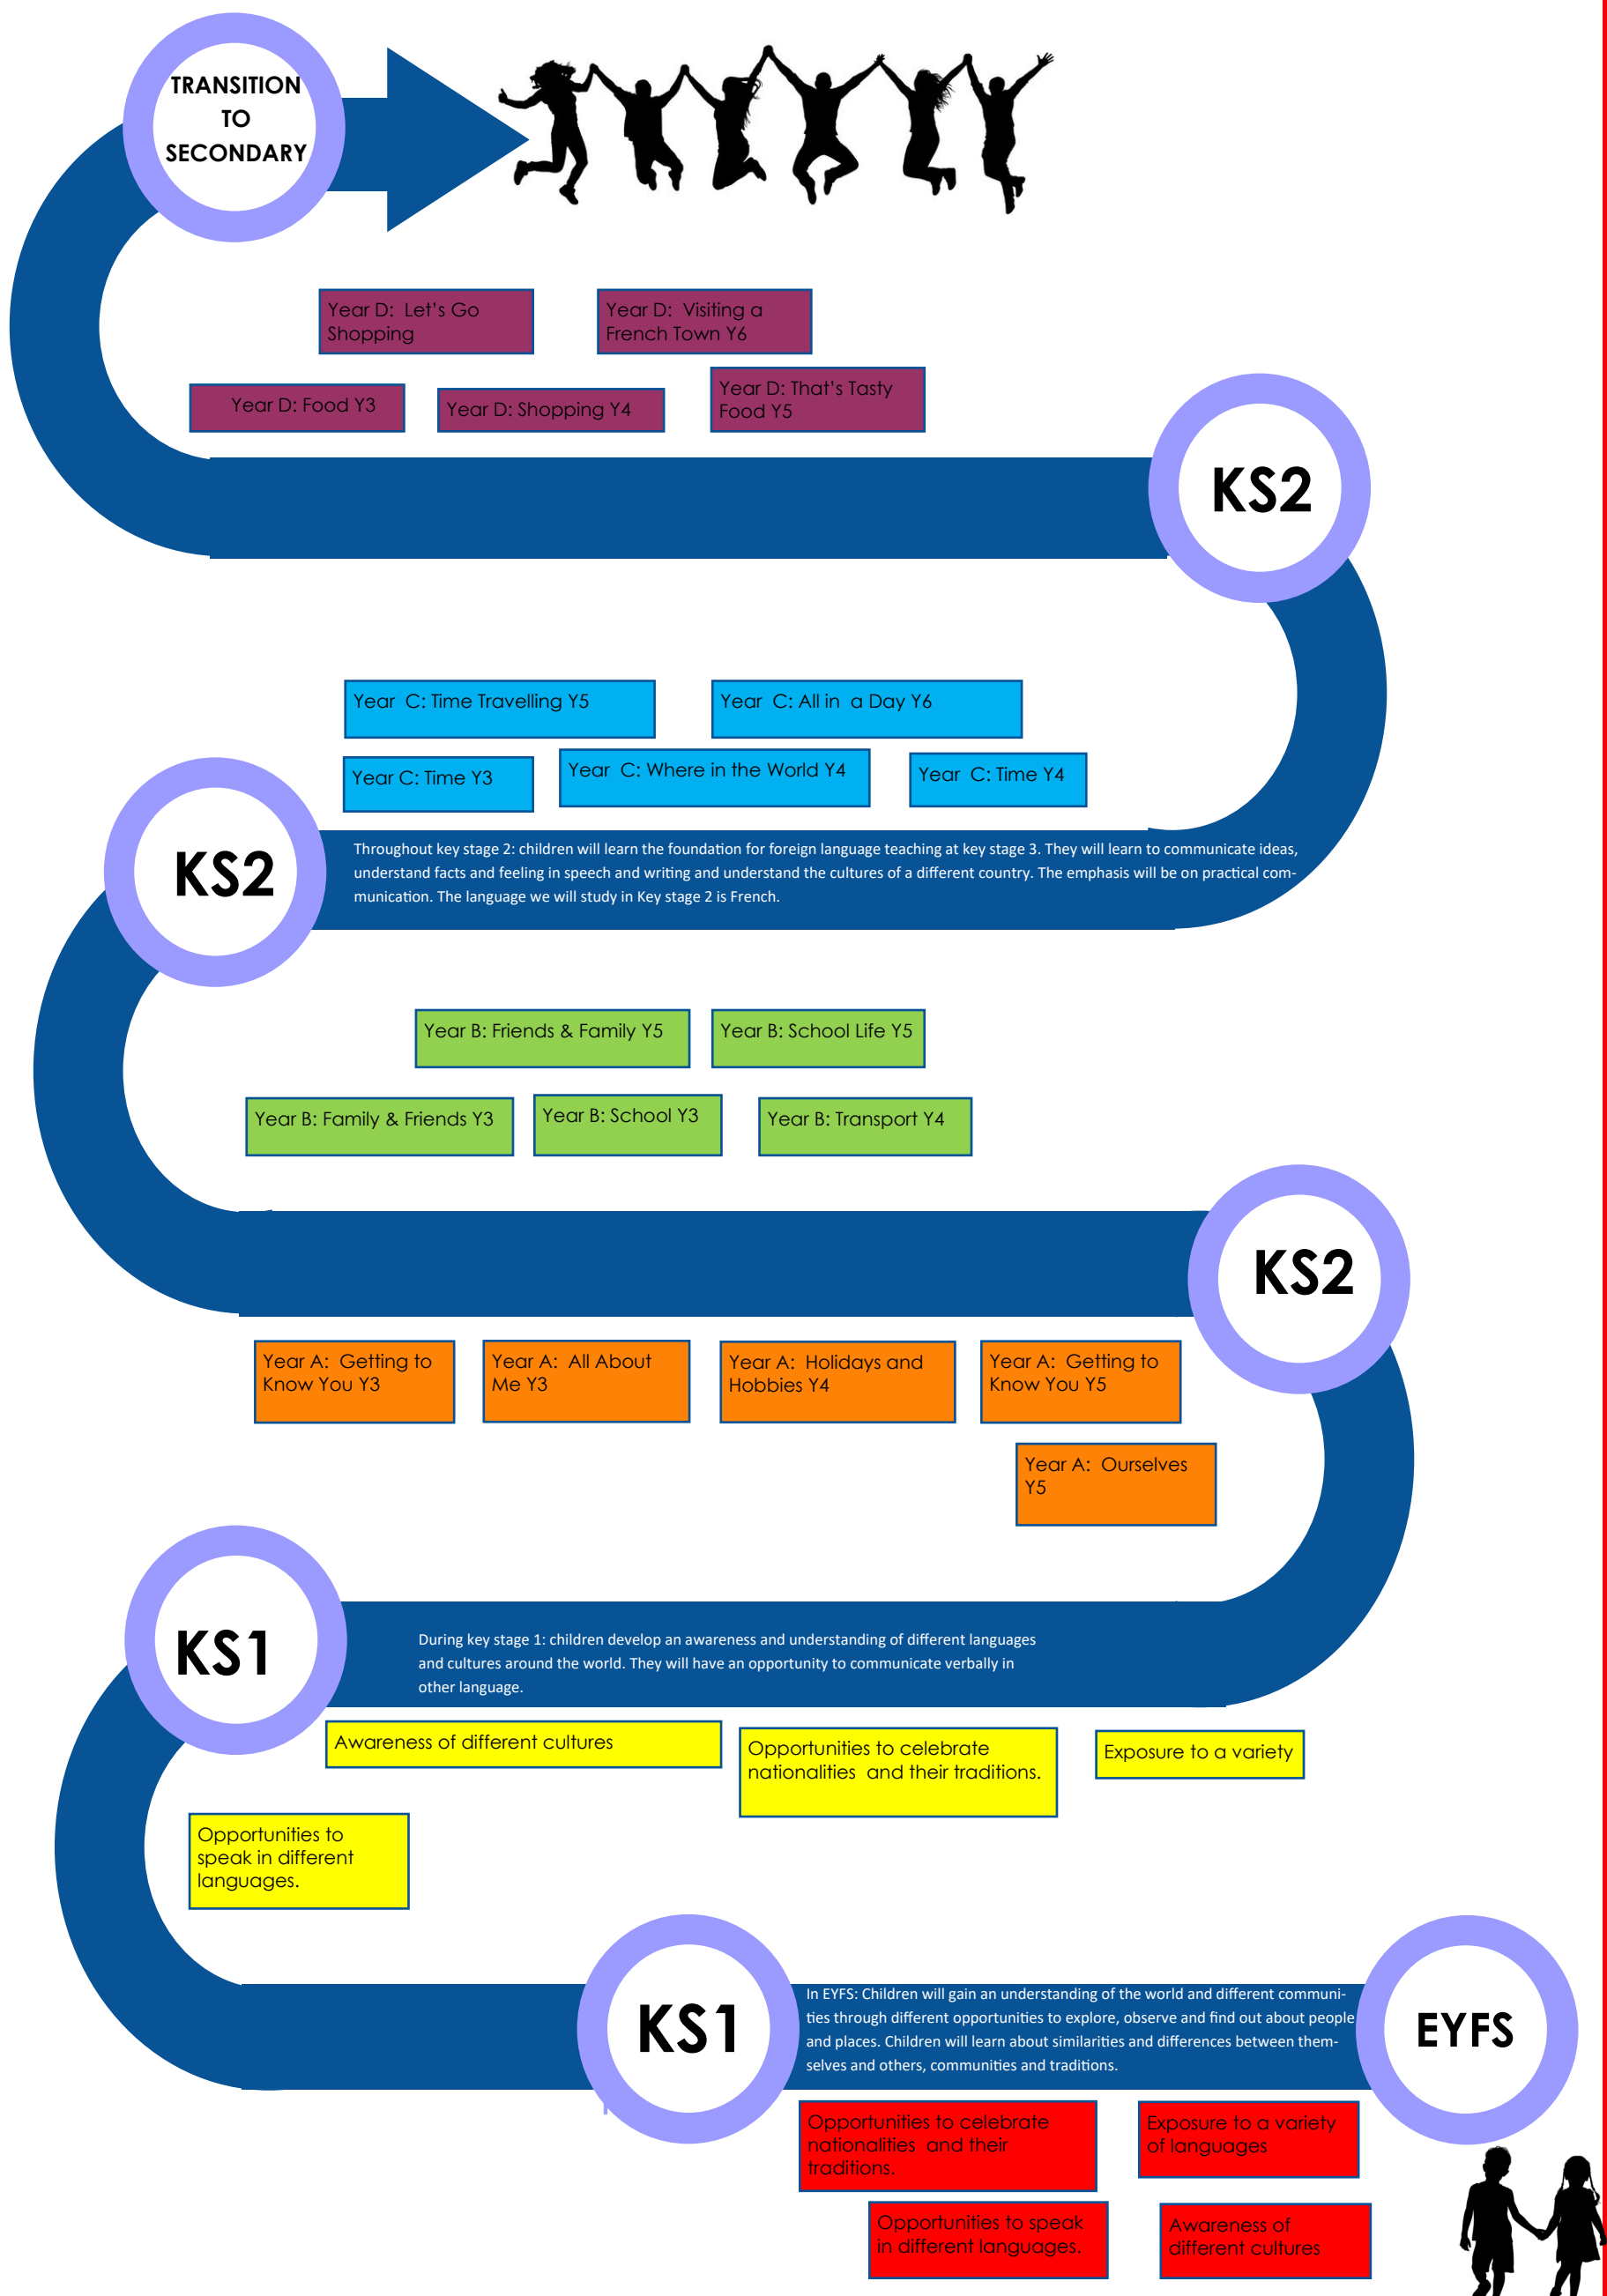 TRANSITION
TO
SECONDARY
Year D:  Let's Go
Shopping
Year D:  Visiting a
French Town Y6
Year D: Food Y3
Year D: Shopping Y4
Year D: That's Tasty
Food Y5
KS2
Year  C: Time Travelling Y5
Year  C: All in  a Day Y6
Year C: Time Y3
Year  C: Where in the World Y4
Year  C: Time Y4
KS2
Throughout key stage 2: children will learn the foundation for foreign language teaching at key stage 3. They will learn to communicate ideas,
understand facts and feeling in speech and writing and understand the cultures of a different country. The emphasis will be on practical com-
munication. The language we will study in Key stage 2 is French.
Year B: Friends & Family Y5
Year B: School Life Y5
Year B: Family & Friends Y3
Year B: School Y3
Year B: Transport Y4
KS2
Year A:  Getting to
Know You Y3
Year A:  All About
Me Y3
Year A:  Holidays and
Hobbies Y4
Year A:  Getting to
Know You Y5
Year A:  Ourselves
Y5
KS1
During key stage 1: children develop an awareness and understanding of different languages
and cultures around the world. They will have an opportunity to communicate verbally in
other language.
Awareness of different cultures
Opportunities to celebrate
nationalities  and their traditions.
Exposure to a variety
Opportunities to
speak in different
languages.
KS1
In EYFS: Children will gain an understanding of the world and different communi-
ties through different opportunities to explore, observe and find out about people
and places. Children will learn about similarities and differences between them-
selves and others, communities and traditions.
EYFS
Opportunities to celebrate
nationalities  and their
traditions.
Exposure to a variety
of languages
Opportunities to speak
in different languages.
Awareness of
different cultures